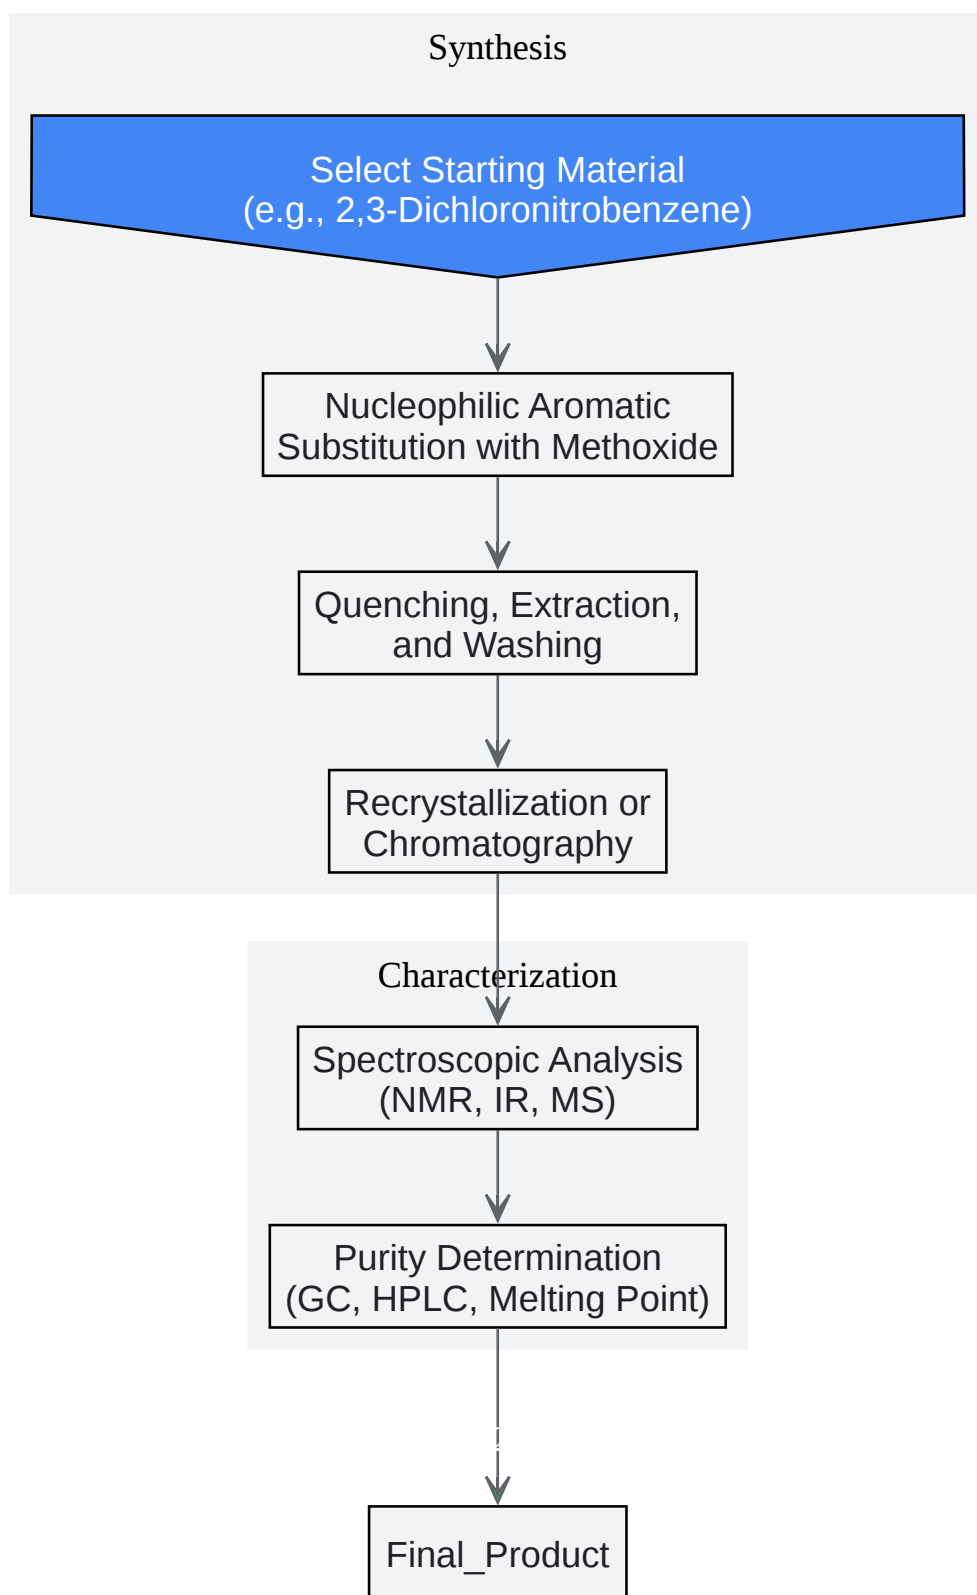 Synthesis
Select Starting Material
(e.g., 2,3-Dichloronitrobenzene)
Nucleophilic Aromatic
Substitution with Methoxide
Quenching, Extraction,
and Washing
Recrystallization or
Chromatography
Characterization
Spectroscopic Analysis
(NMR, IR, MS)
Purity Determination
(GC, HPLC, Melting Point)
Final_Product